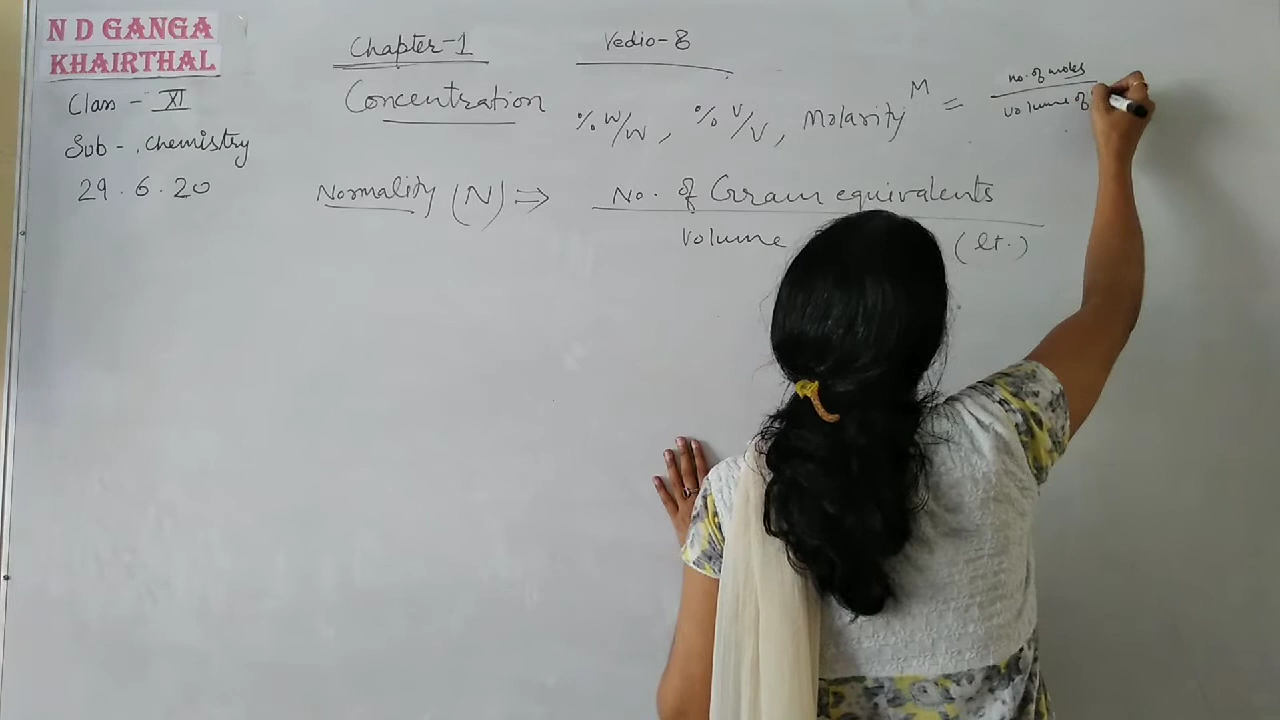 N D GANGA
KHAIRTHAL
Class - XI
Sub - Chemistry
29.6.20
Chapter-1
Vedio-8
Concentration
% W/W, % V/V, Molarity M = no. of moles
volume of
Normality (N) ⇒ No. of Gram equivalents
Volume (lt.)